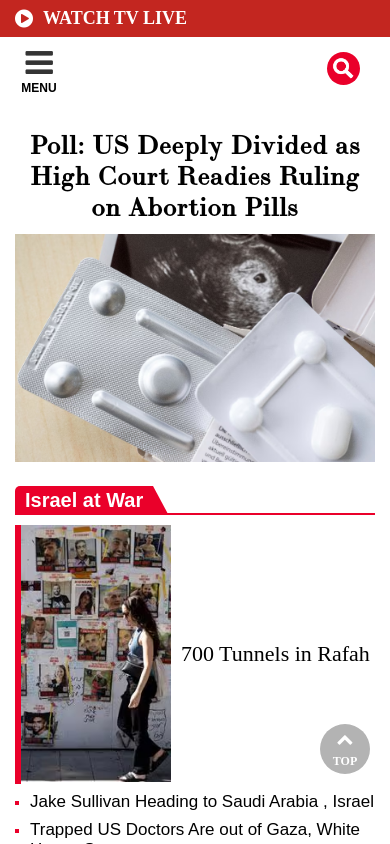 WATCH TV LIVE
MENU
Poll: US Deeply Divided as
High Court Readies Ruling
on Abortion Pills
Israel at War
700 Tunnels in Rafah
TOP
Jake Sullivan Heading to Saudi Arabia , Israel
Trapped US Doctors Are out of Gaza, White